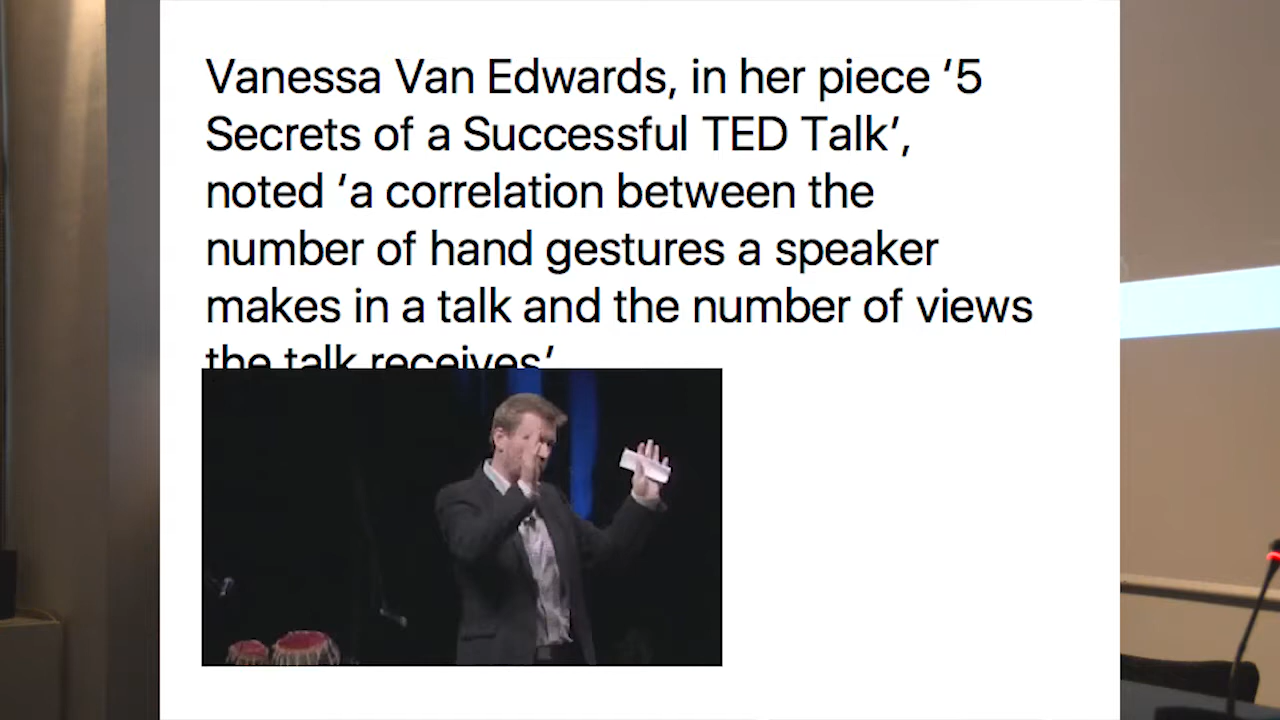 Vanessa Van Edwards, in her piece ‘5
Secrets of a Successful TED Talk’,
noted ‘a correlation between the
number of hand gestures a speaker
makes in a talk and the number of views
the talk receives’